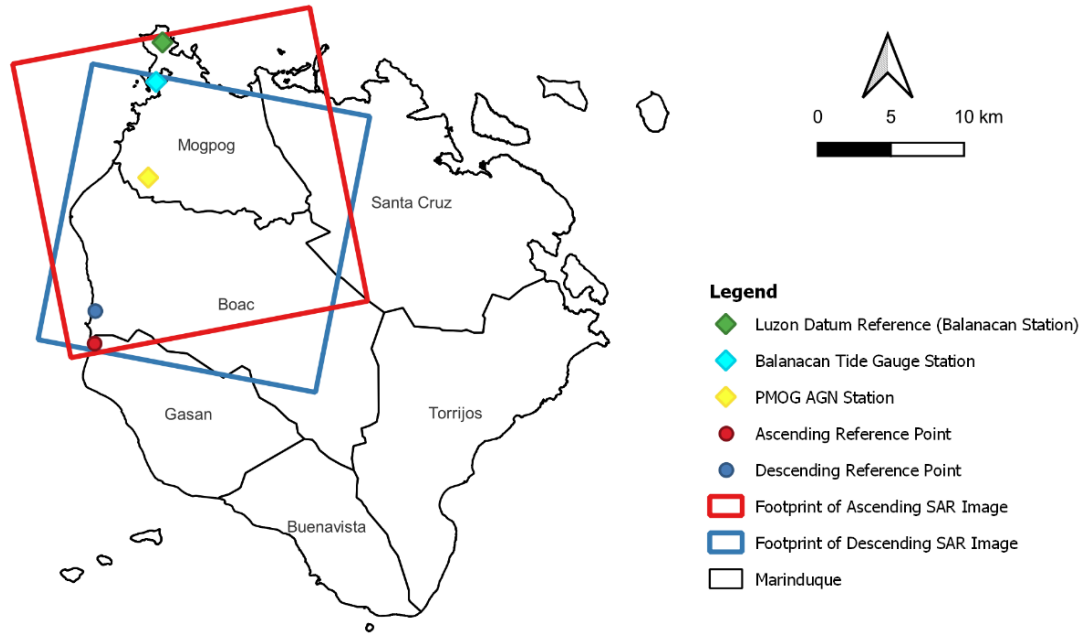 0 5 10 km
Mogpog
Santa Cruz
Boac
Gasan
Torrijos
Buenavista
Legend
Luzon Datum Reference (Balanacan Station)
Balanacan Tide Gauge Station
PMOG AGN Station
Ascending Reference Point
Descending Reference Point
Footprint of Ascending SAR Image
Footprint of Descending SAR Image
Marinduque